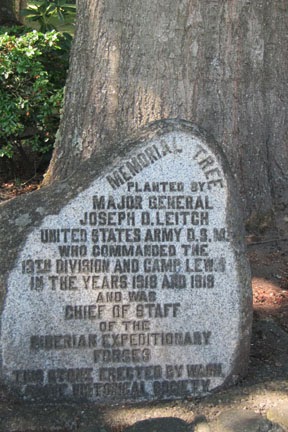 MEMORIAL TREE
PLANTED BY
MAJOR GENERAL
JOSEPH D. LEITCH
UNITED STATES ARMY D.S.M.
WHO COMMANDED THE
13TH DIVISION AND CAMP LEWIS
IN THE YEARS 1918 AND 1919
AND WAS
CHIEF OF STAFF
OF THE
SIBERIAN EXPEDITIONARY
FORCES
THIS STONE ERECTED BY WASH.
HISTORICAL SOCIETY